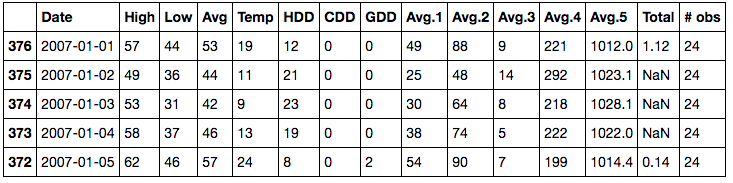 Date High Low Avg Temp HDD CDD GDD Avg.1 Avg.2 Avg.3 Avg.4 Avg.5 Total # obs
376 2007-01-01 57 44 53 19 12 0 0 49 88 9 221 1012.0 1.12 24
375 2007-01-02 49 36 44 11 21 0 0 25 48 14 292 1023.1 NaN 24
374 2007-01-03 53 31 42 9 23 0 0 30 64 8 218 1028.1 NaN 24
373 2007-01-04 58 37 46 13 19 0 0 38 74 5 222 1022.0 NaN 24
372 2007-01-05 62 46 57 24 8 0 2 54 90 7 199 1014.4 0.14 24